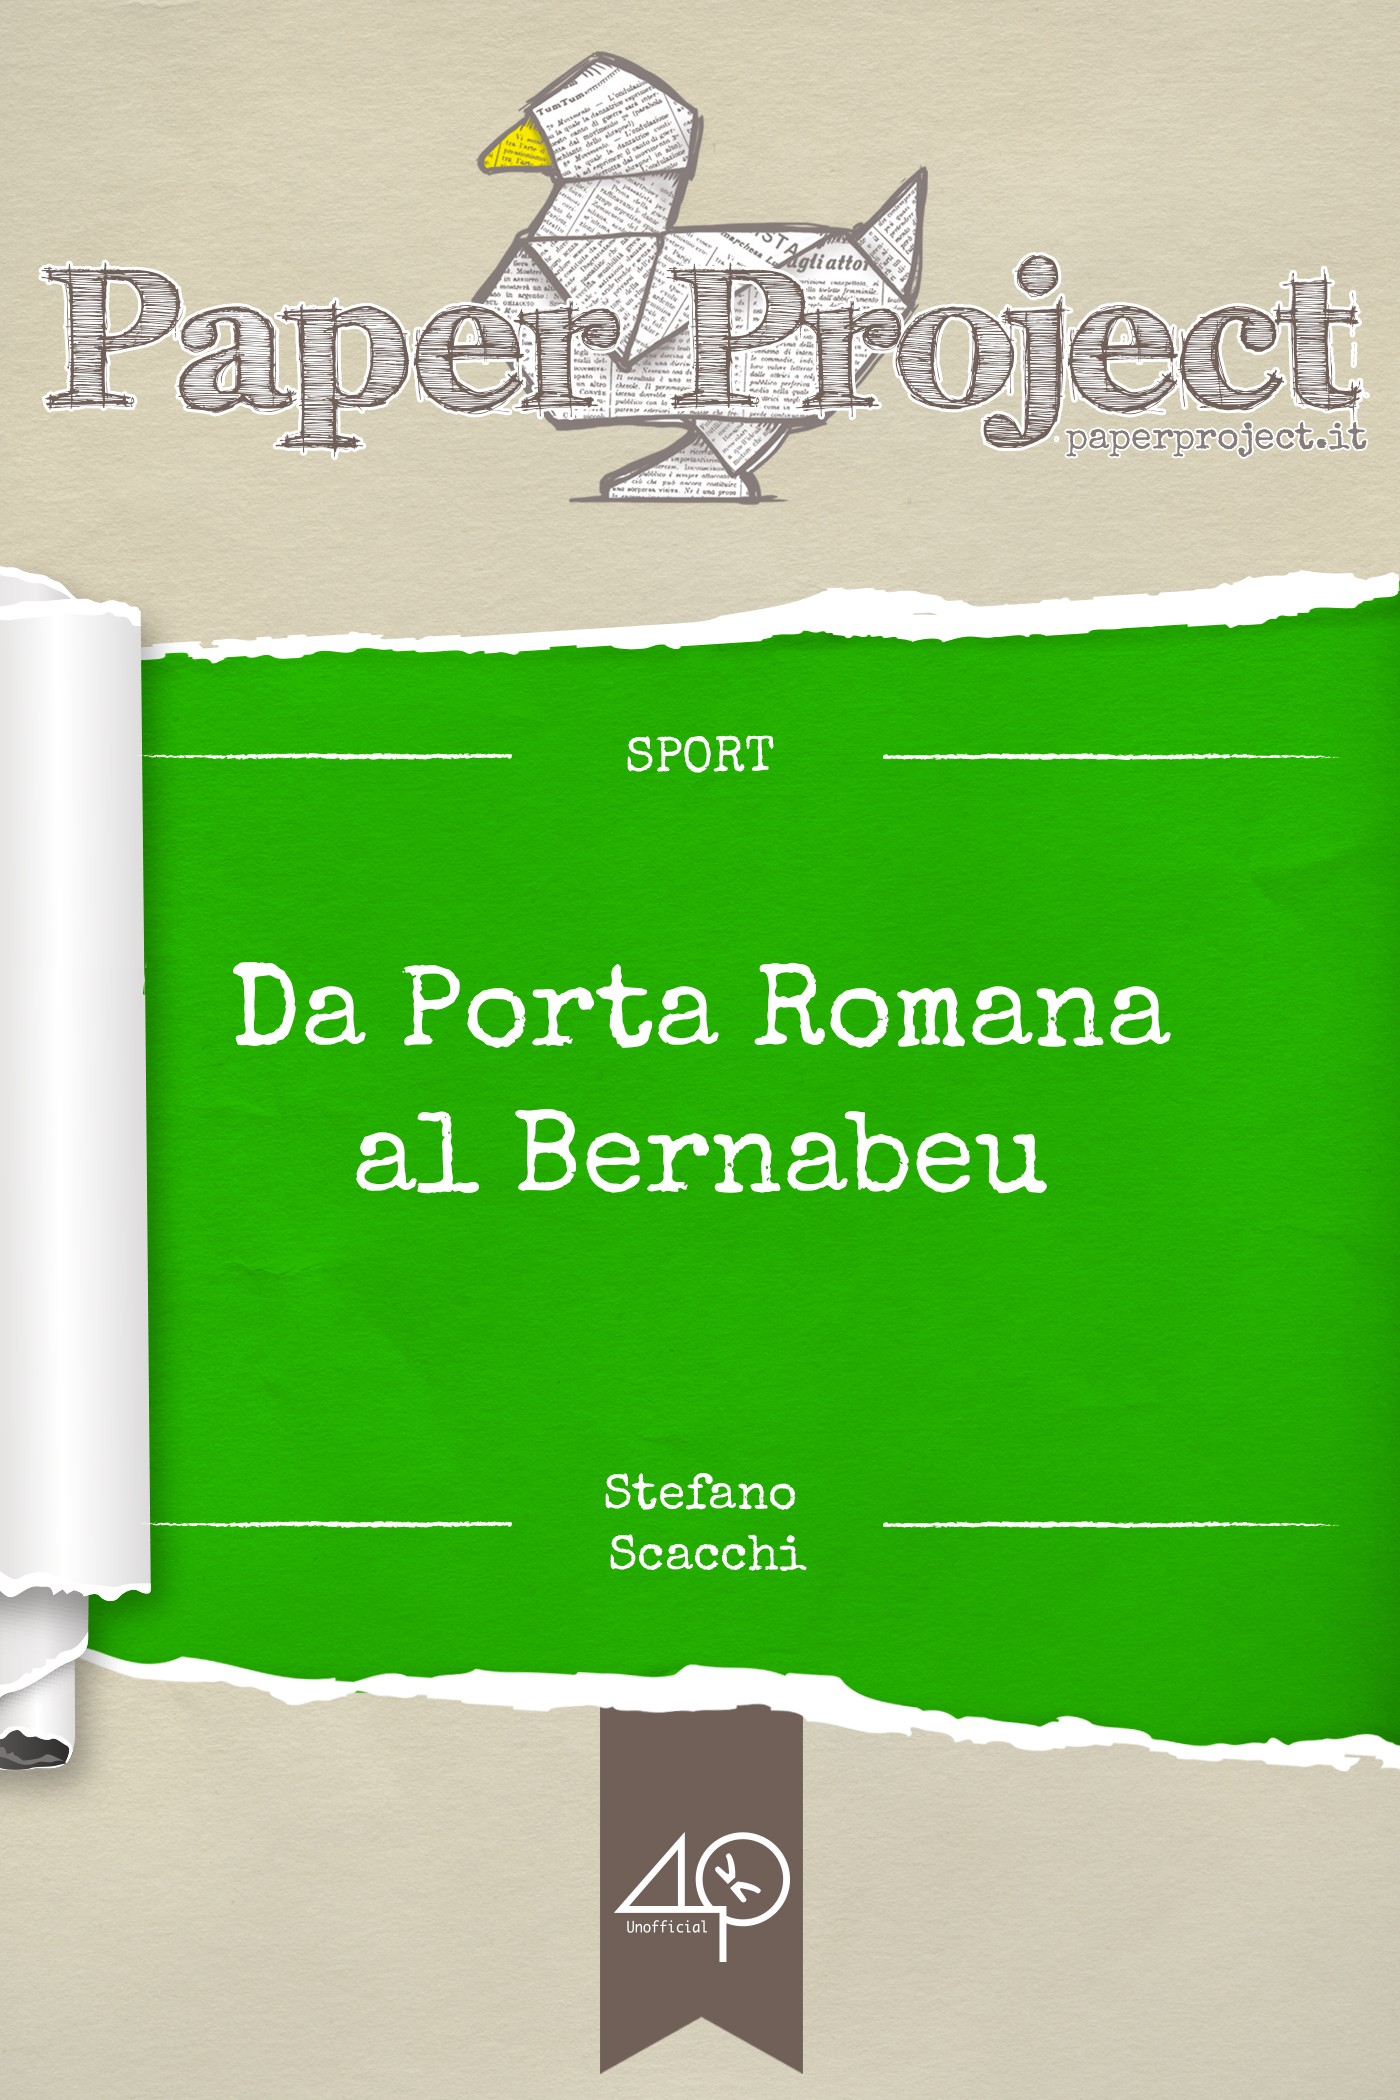 Paper Project
paperproject.it
SPORT
Da Porta Romana
al Bernabeu
Stefano
Scacchi
Unofficial